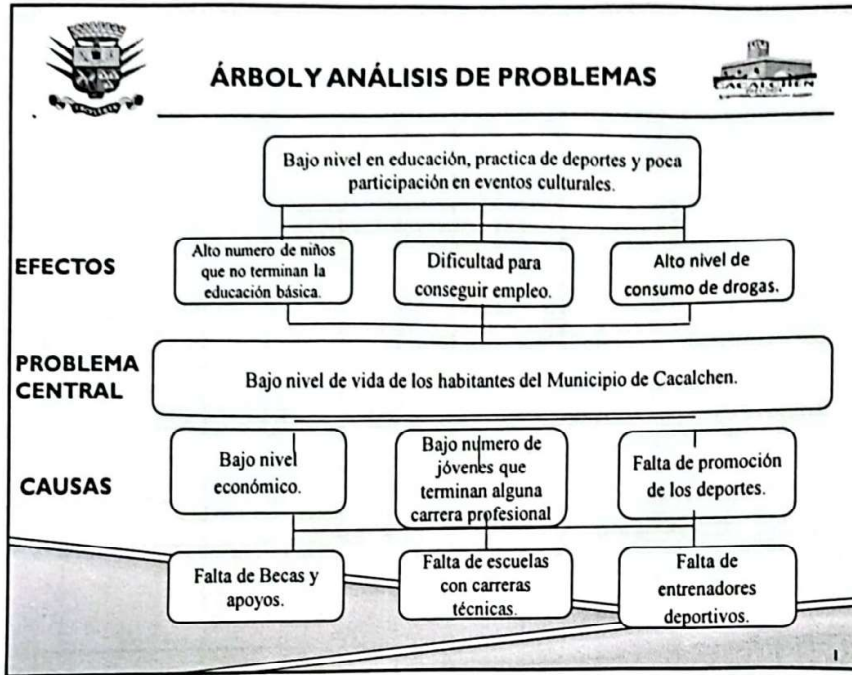 ÁRBOL Y ANÁLISIS DE PROBLEMAS
CACALCHÉN
Bajo nivel en educación, practica de deportes y poca
participación en eventos culturales.
EFECTOS
Alto numero de niños
que no terminan la
educación básica.
Dificultad para
conseguir empleo.
Alto nivel de
consumo de drogas.
PROBLEMA
CENTRAL
Bajo nivel de vida de los habitantes del Municipio de Cacalchen.
CAUSAS
Bajo nivel
económico.
Bajo numero de
jóvenes que
terminan alguna
carrera profesional
Falta de promoción
de los deportes.
Falta de Becas y
apoyos.
Falta de escuelas
con carreras
técnicas.
Falta de
entrenadores
deportivos.
1